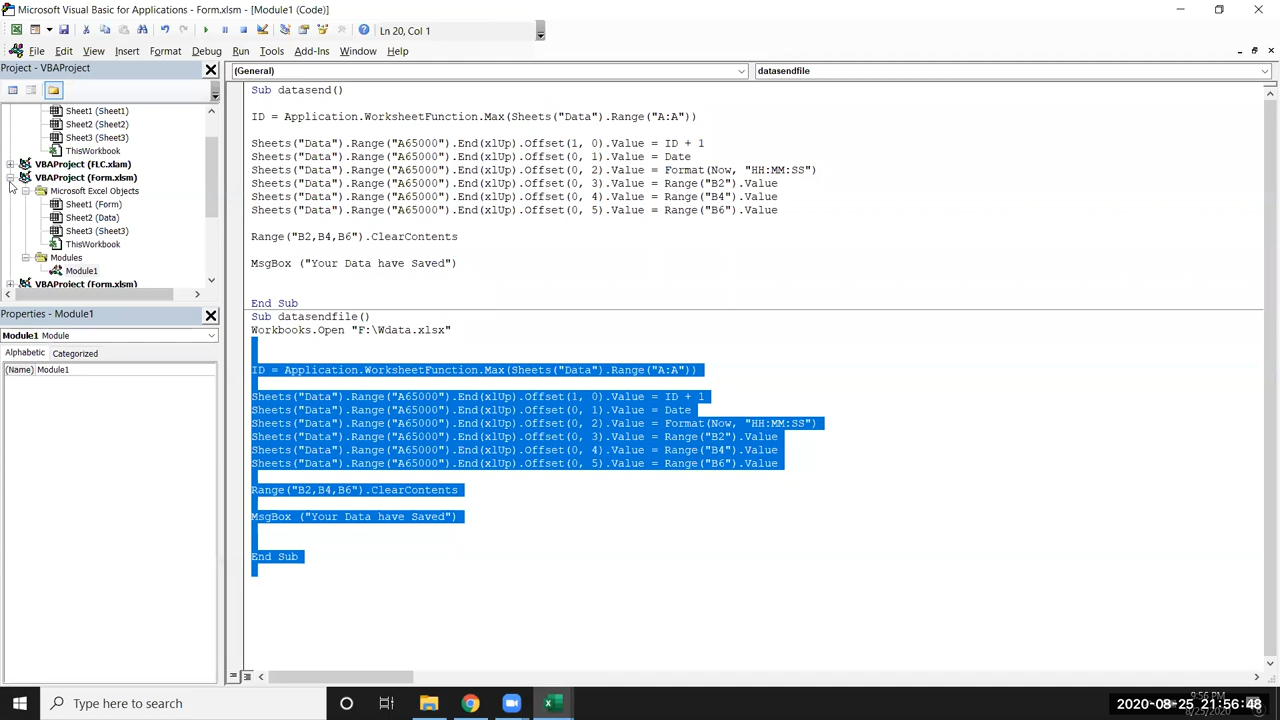 Microsoft Visual Basic for Applications - Form.xlsm - [Module1 (Code)]
Ln 20, Col 1
File Edit View Insert Format Debug Run Tools Add-Ins Window Help
Project - VBAProject
(General)
datasendfile
Sheet1 (Sheet1)
Sheet2 (Sheet2)
Sheet3 (Sheet3)
ThisWorkbook
VBAProject (FLC.xlam)
VBAProject (Form.xlsm)
Microsoft Excel Objects
Sheet1 (Form)
Sheet2 (Data)
Sheet3 (Sheet3)
ThisWorkbook
Modules
Module1
VBAProject (Form.xlsm)
Properties - Module1
Module1 Module
Alphabetic Categorized
(Name) Module1
Sub datasend()
ID = Application.WorksheetFunction.Max(Sheets("Data").Range("A:A"))
Sheets("Data").Range("A65000").End(xlUp).Offset(1, 0).Value = ID + 1
Sheets("Data").Range("A65000").End(xlUp).Offset(0, 1).Value = Date
Sheets("Data").Range("A65000").End(xlUp).Offset(0, 2).Value = Format(Now, "HH:MM:SS")
Sheets("Data").Range("A65000").End(xlUp).Offset(0, 3).Value = Range("B2").Value
Sheets("Data").Range("A65000").End(xlUp).Offset(0, 4).Value = Range("B4").Value
Sheets("Data").Range("A65000").End(xlUp).Offset(0, 5).Value = Range("B6").Value
Range("B2,B4,B6").ClearContents
MsgBox ("Your Data have Saved")
End Sub
Sub datasendfile()
Workbooks.Open "F:\Wdata.xlsx"
ID = Application.WorksheetFunction.Max(Sheets("Data").Range("A:A"))
Sheets("Data").Range("A65000").End(xlUp).Offset(1, 0).Value = ID + 1
Sheets("Data").Range("A65000").End(xlUp).Offset(0, 1).Value = Date
Sheets("Data").Range("A65000").End(xlUp).Offset(0, 2).Value = Format(Now, "HH:MM:SS")
Sheets("Data").Range("A65000").End(xlUp).Offset(0, 3).Value = Range("B2").Value
Sheets("Data").Range("A65000").End(xlUp).Offset(0, 4).Value = Range("B4").Value
Sheets("Data").Range("A65000").End(xlUp).Offset(0, 5).Value = Range("B6").Value
Range("B2,B4,B6").ClearContents
MsgBox ("Your Data have Saved")
End Sub
Type here to search
9:56 PM
2020-08-25 21:56:48
8/25/2020